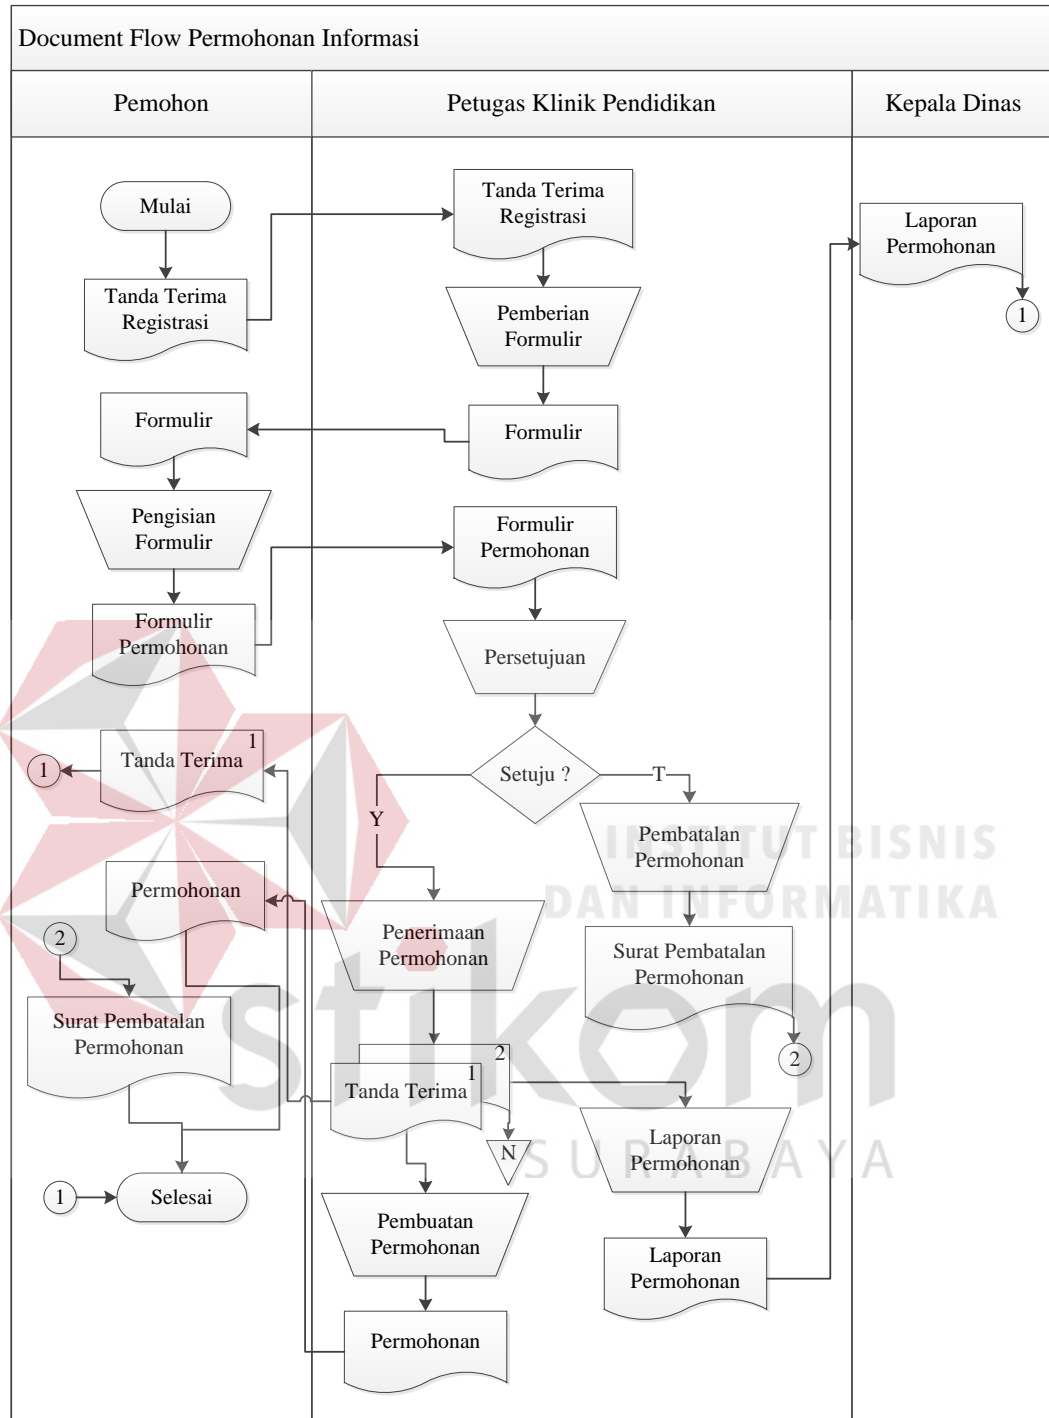 Document Flow Permohonan Informasi
Pemohon
Petugas Klinik Pendidikan
Kepala Dinas
Mulai
Tanda Terima
Registrasi
Formulir
Pengisian
Formulir
Formulir
Permohonan
1
Tanda Terima
1
Permohonan
2
Surat Pembatalan
Permohonan
1
Selesai
Tanda Terima
Registrasi
Pemberian
Formulir
Formulir
Formulir
Permohonan
Persetujuan
Setuju ?
Y
T
Pembatalan
Permohonan
Penerimaan
Permohonan
Surat Pembatalan
Permohonan
2
2
1
Tanda Terima
N
Laporan
Permohonan
Pembuatan
Permohonan
Laporan
Permohonan
Permohonan
Laporan
Permohonan
1
INSTITUT BISNIS
DAN INFORMATIKA
stikom
SURABAYA